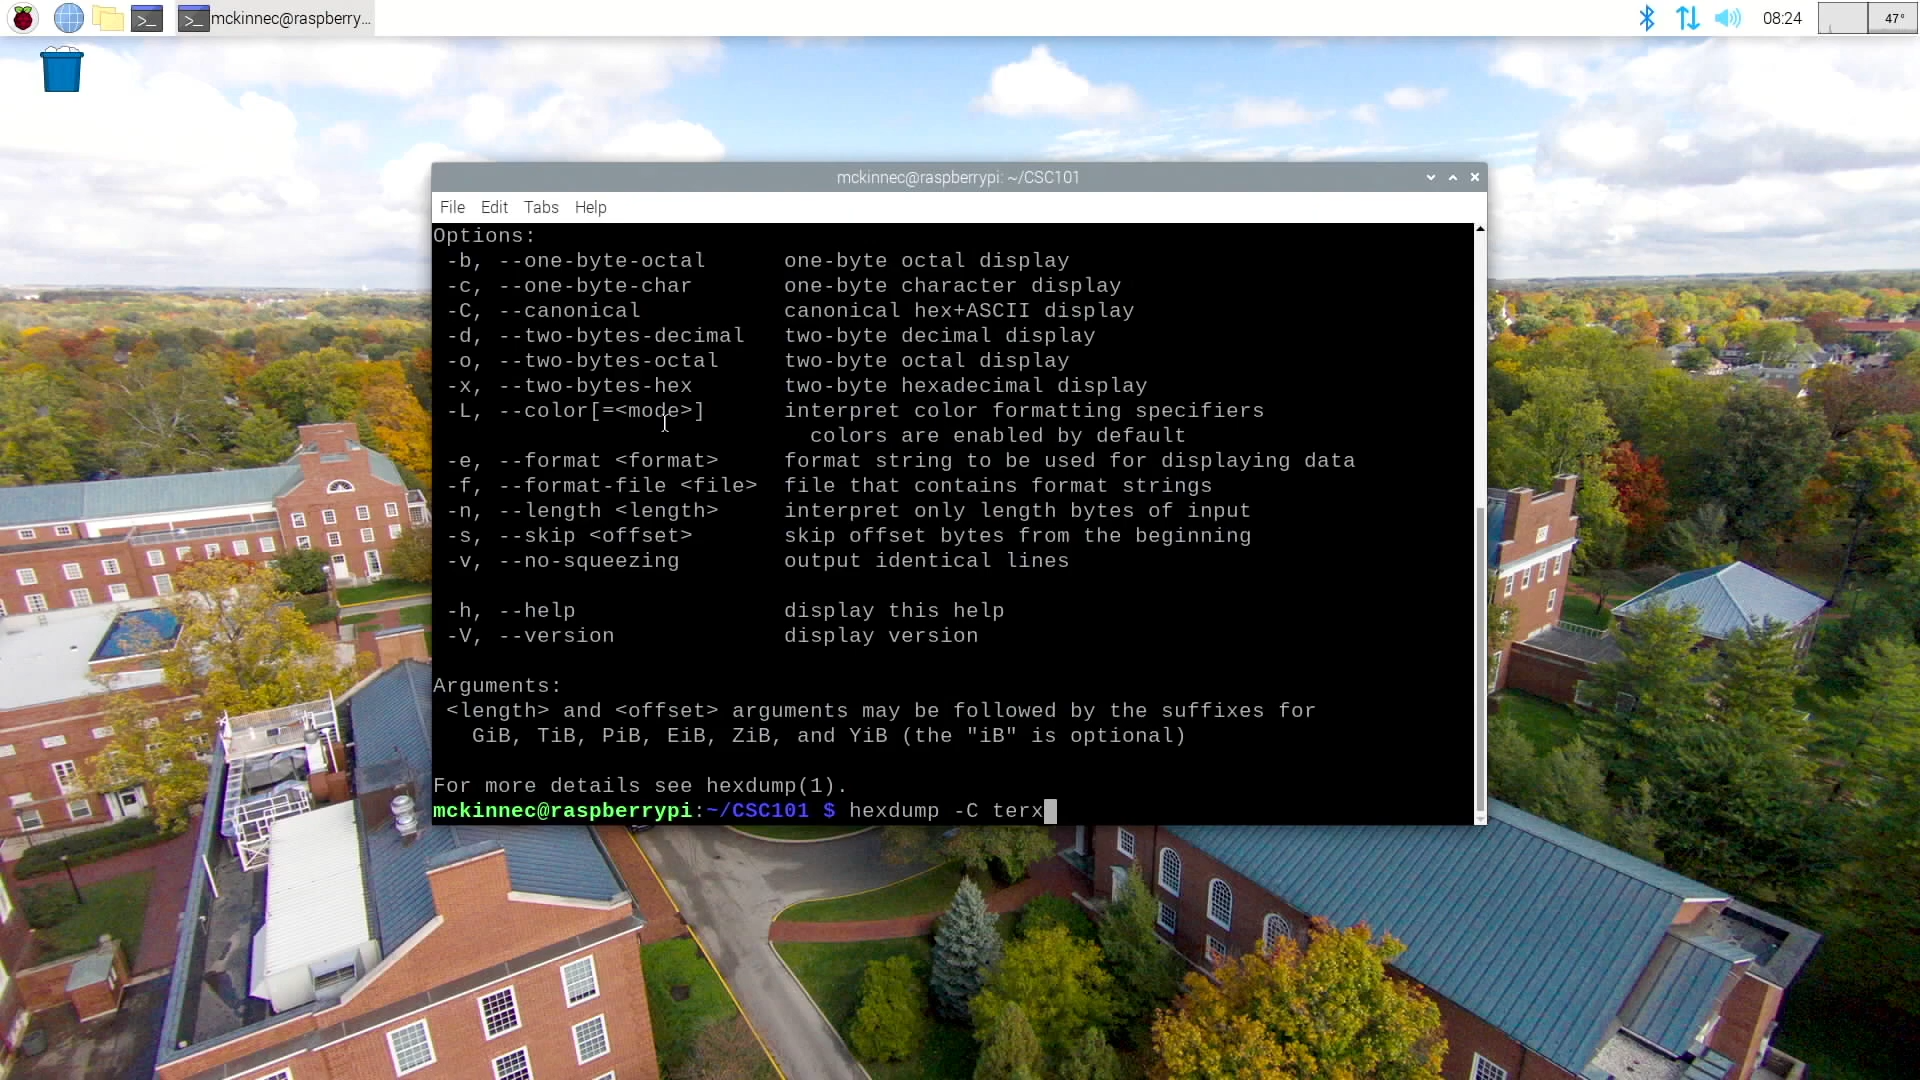 mckinnec@raspberry...
08:24
47°
mckinnec@raspberrypi: ~/CSC101
File Edit Tabs Help
Options:
-b, --one-byte-octal one-byte octal display
-c, --one-byte-char one-byte character display
-C, --canonical canonical hex+ASCII display
-d, --two-bytes-decimal two-byte decimal display
-o, --two-bytes-octal two-byte octal display
-x, --two-bytes-hex two-byte hexadecimal display
-L, --color[=<mode>] interpret color formatting specifiers
colors are enabled by default
-e, --format <format> format string to be used for displaying data
-f, --format-file <file> file that contains format strings
-n, --length <length> interpret only length bytes of input
-s, --skip <offset> skip offset bytes from the beginning
-v, --no-squeezing output identical lines
-h, --help display this help
-V, --version display version
Arguments:
<length> and <offset> arguments may be followed by the suffixes for
GiB, TiB, PiB, EiB, ZiB, and YiB (the "iB" is optional)
For more details see hexdump(1).
mckinnec@raspberrypi:~/CSC101 $ hexdump -C terx